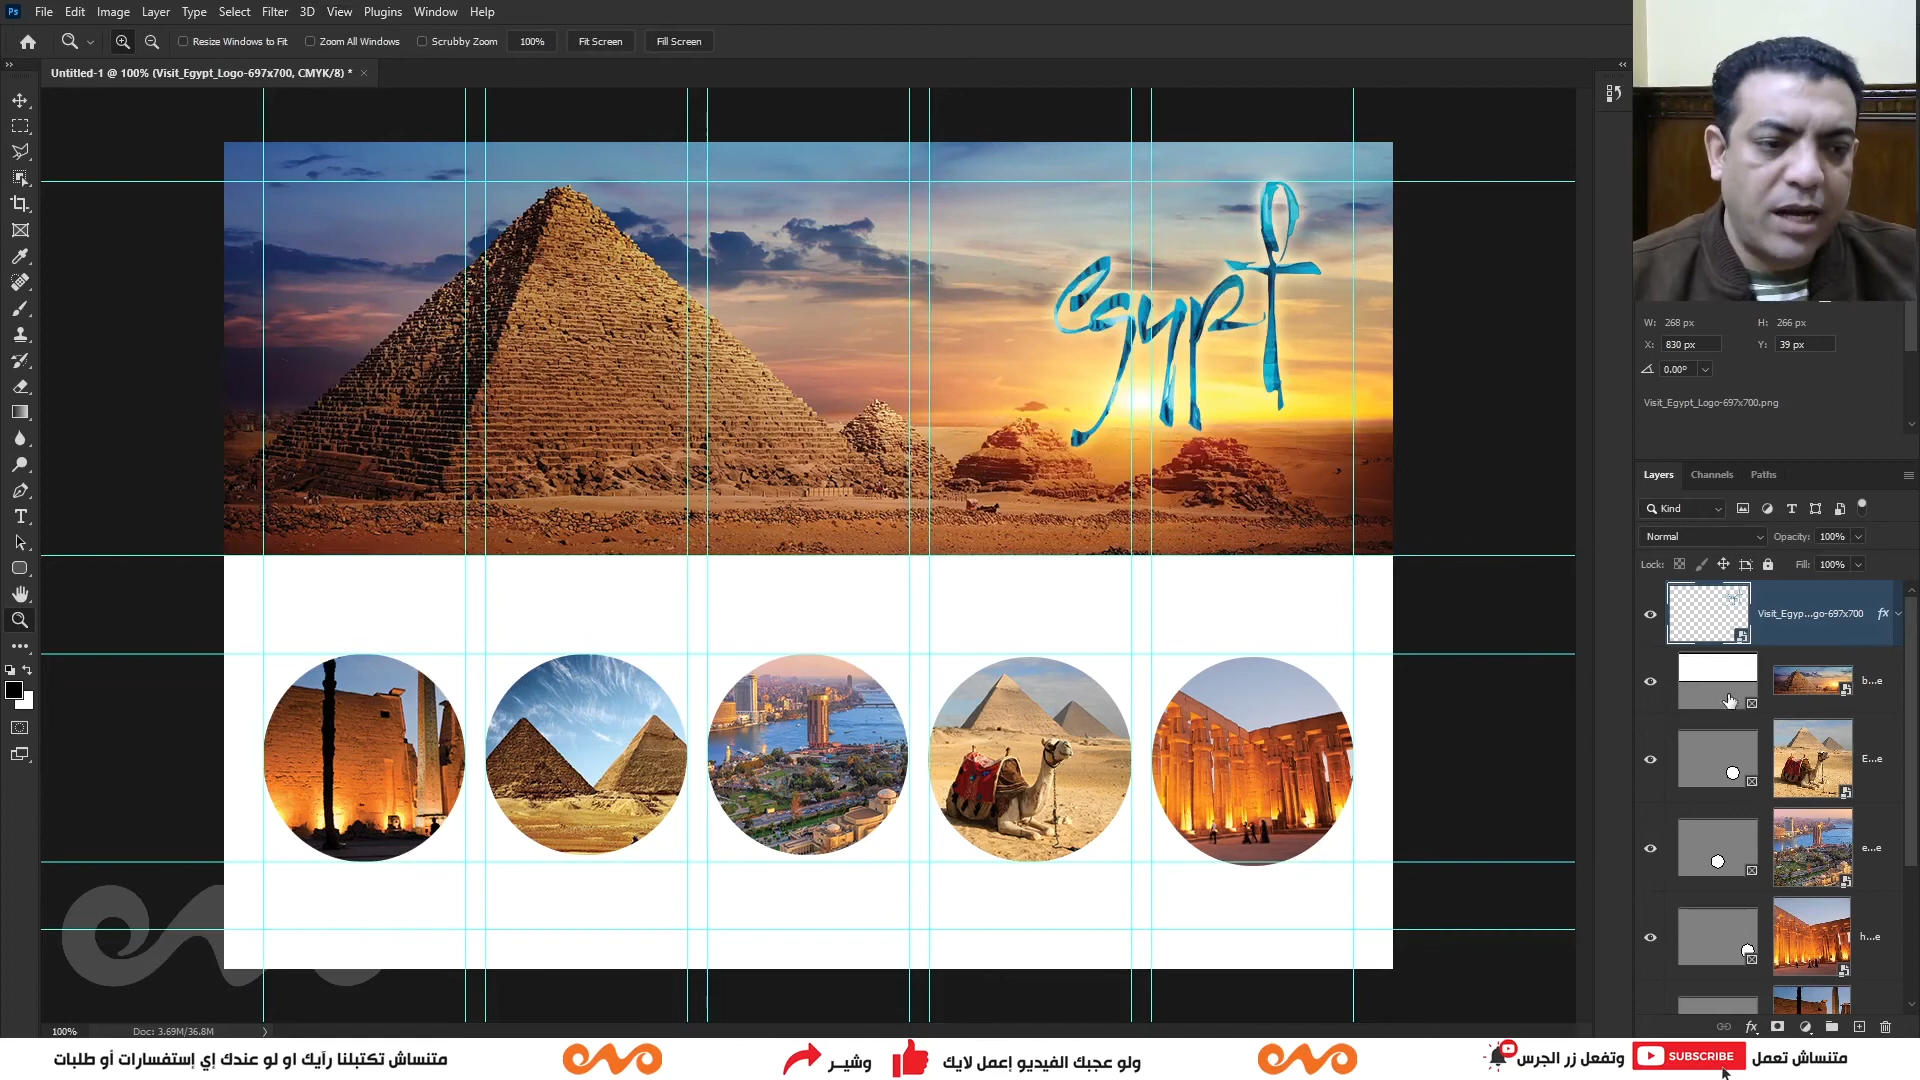 Ps File Edit Image Layer Type Select Filter 3D View Plugins Window Help
Resize Windows to Fit Zoom All Windows Scrubby Zoom 100% Fit Screen Fill Screen
Untitled-1 @ 100% (Visit_Egypt_Logo-697x700, CMYK/8) *
egypt
W: 268 px H: 266 px
X: 830 px Y: 39 px
0.00°
Visit_Egypt_Logo-697x700.png
Layers Channels Paths
Kind
Normal Opacity: 100%
Lock: Fill: 100%
Visit_Egyp...go-697x700 fx
b...e
E...e
e...e
h...e
fx
100% Doc: 3.69M/36.8M
متنساش تعمل SUBSCRIBE وتفعل زر الجرس
ولو عجبك الفيديو إعمل لايك وشير
متنساش تكتبلنا رآيك او لو عندك إي إستفسارات أو طلبات